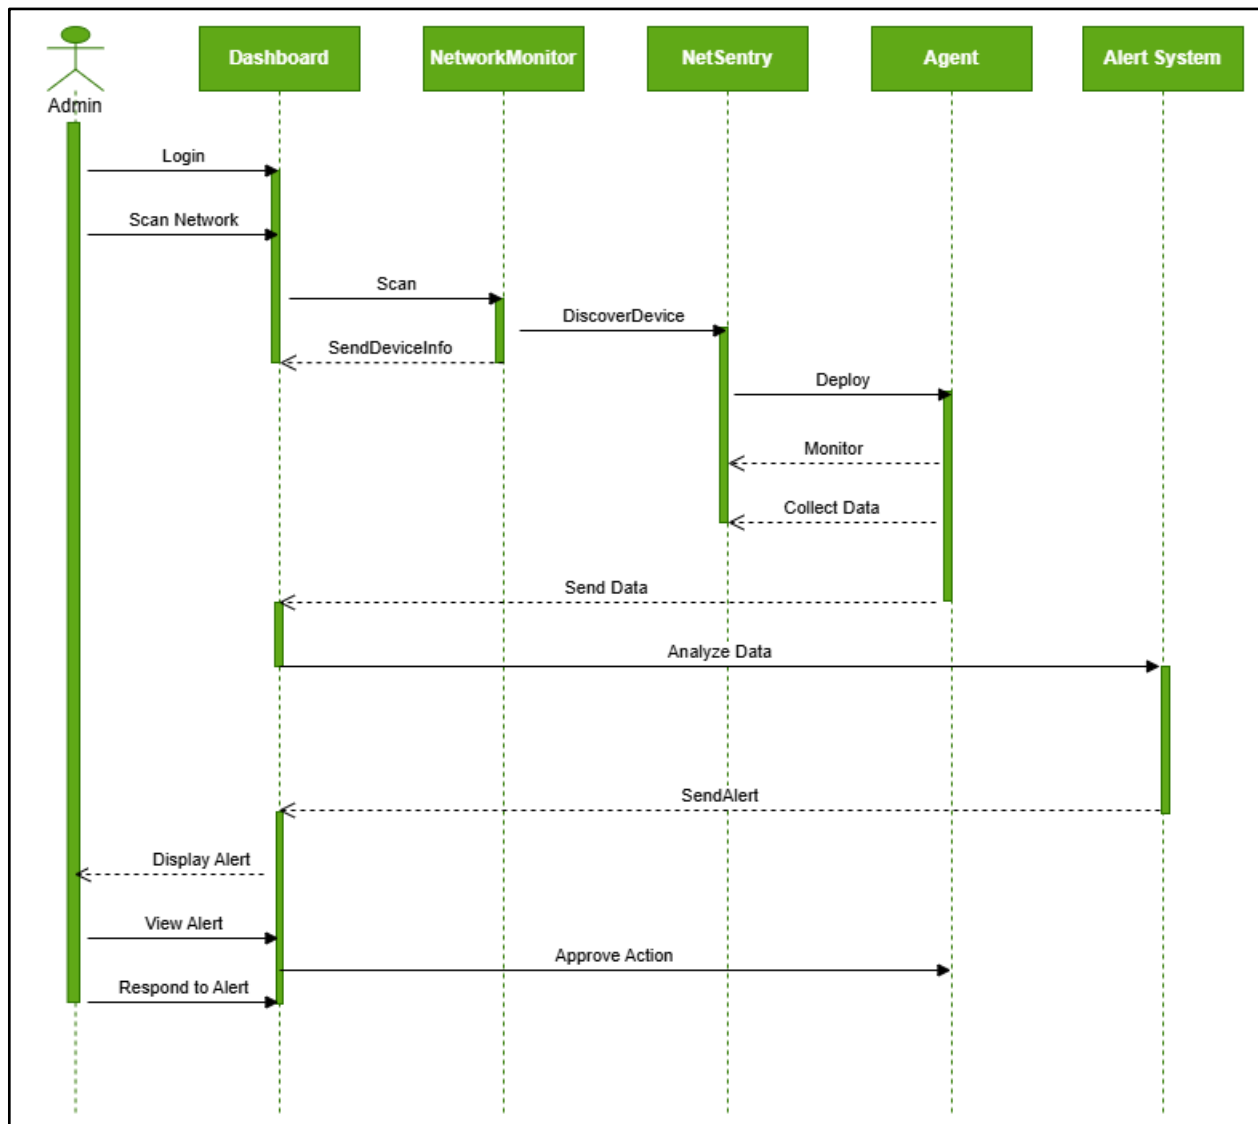 Dashboard
NetworkMonitor
NetSentry
Agent
Alert System
Admin
Login
Scan Network
Scan
DiscoverDevice
SendDeviceInfo
Deploy
Monitor
Collect Data
Send Data
Analyze Data
SendAlert
Display Alert
View Alert
Approve Action
Respond to Alert